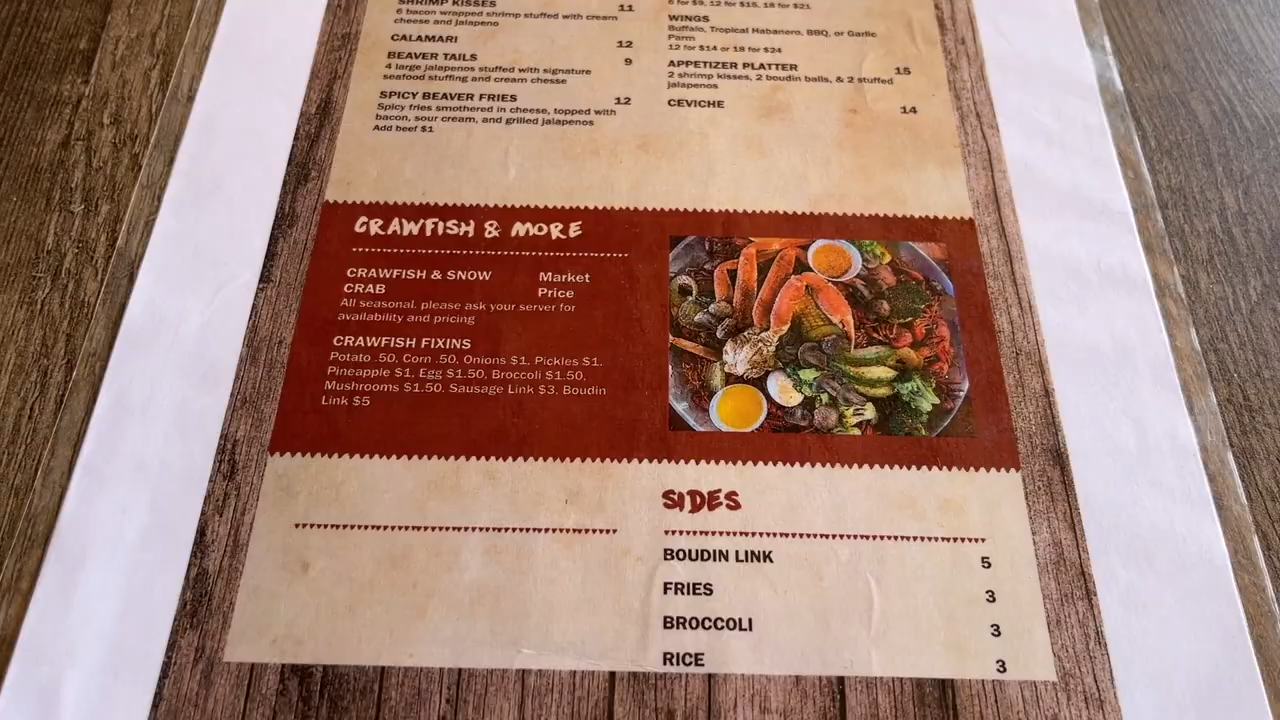 SHRIMP KISSES 11
6 bacon wrapped shrimp stuffed with cream
cheese and jalapeno
CALAMARI 12
BEAVER TAILS 9
4 large jalapenos stuffed with signature
seafood stuffing and cream chesse
SPICY BEAVER FRIES 12
Spicy fries smothered in cheese, topped with
bacon, sour cream, and grilled jalapenos
Add beef $1
6 for $9, 12 for $15, 18 for $21
WINGS
Buffalo, Tropical Habanero, BBQ, or Garlic
Parm
12 for $14 or 18 for $24
APPETIZER PLATTER 15
2 shrimp kisses, 2 boudin balls, & 2 stuffed
jalapenos
CEVICHE 14
CRAWFISH & MORE
CRAWFISH & SNOW Market
CRAB Price
All seasonal, please ask your server for
availability and pricing
CRAWFISH FIXINS
Potato .50, Corn .50, Onions $1, Pickles $1,
Pineapple $1, Egg $1.50, Broccoli $1.50,
Mushrooms $1.50, Sausage Link $3, Boudin
Link $5
SIDES
BOUDIN LINK 5
FRIES 3
BROCCOLI 3
RICE 3